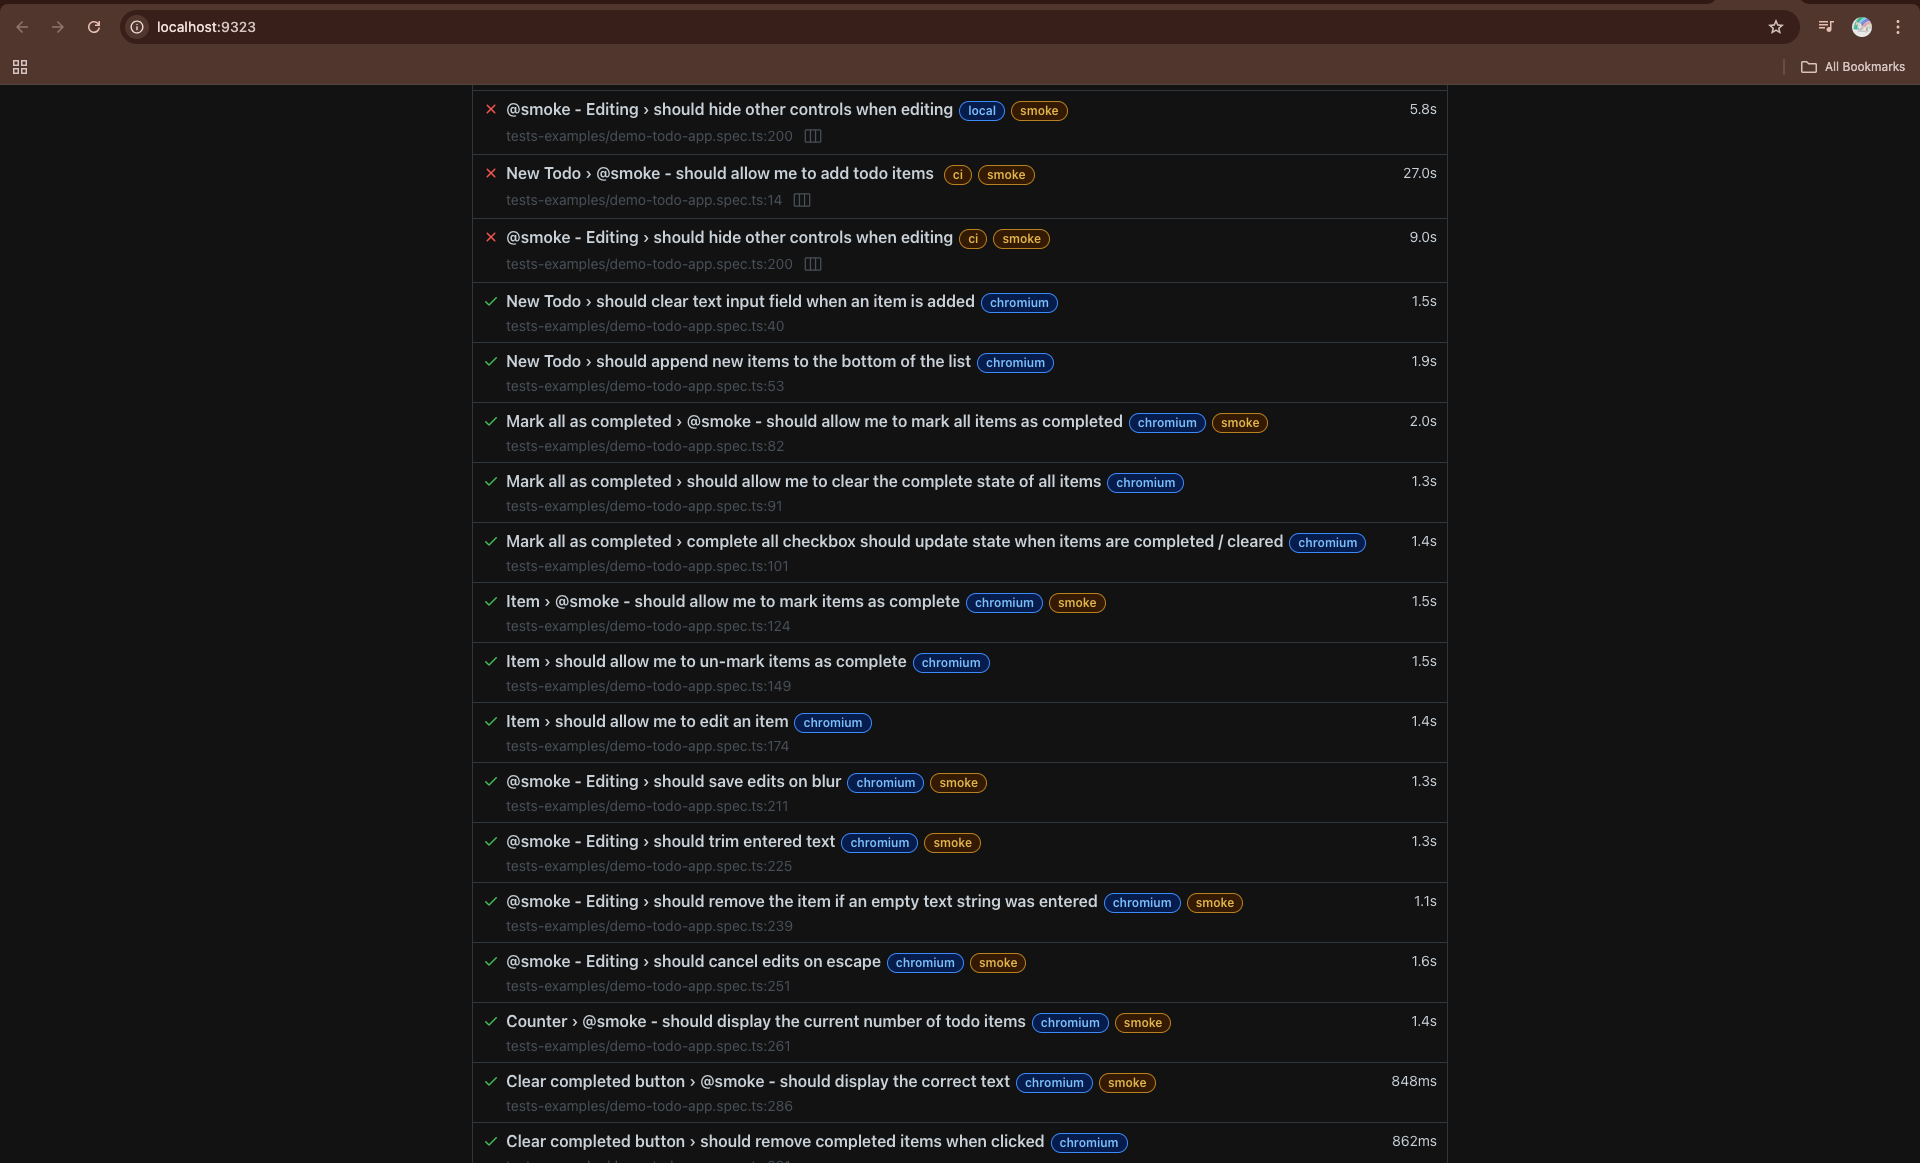 localhost:9323
All Bookmarks
@smoke - Editing › should hide other controls when editing local smoke 5.8s
tests-examples/demo-todo-app.spec.ts:200
New Todo › @smoke - should allow me to add todo items ci smoke 27.0s
tests-examples/demo-todo-app.spec.ts:14
@smoke - Editing › should hide other controls when editing ci smoke 9.0s
tests-examples/demo-todo-app.spec.ts:200
New Todo › should clear text input field when an item is added chromium 1.5s
tests-examples/demo-todo-app.spec.ts:40
New Todo › should append new items to the bottom of the list chromium 1.9s
tests-examples/demo-todo-app.spec.ts:53
Mark all as completed › @smoke - should allow me to mark all items as completed chromium smoke 2.0s
tests-examples/demo-todo-app.spec.ts:82
Mark all as completed › should allow me to clear the complete state of all items chromium 1.3s
tests-examples/demo-todo-app.spec.ts:91
Mark all as completed › complete all checkbox should update state when items are completed / cleared chromium 1.4s
tests-examples/demo-todo-app.spec.ts:101
Item › @smoke - should allow me to mark items as complete chromium smoke 1.5s
tests-examples/demo-todo-app.spec.ts:124
Item › should allow me to un-mark items as complete chromium 1.5s
tests-examples/demo-todo-app.spec.ts:149
Item › should allow me to edit an item chromium 1.4s
tests-examples/demo-todo-app.spec.ts:174
@smoke - Editing › should save edits on blur chromium smoke 1.3s
tests-examples/demo-todo-app.spec.ts:211
@smoke - Editing › should trim entered text chromium smoke 1.3s
tests-examples/demo-todo-app.spec.ts:225
@smoke - Editing › should remove the item if an empty text string was entered chromium smoke 1.1s
tests-examples/demo-todo-app.spec.ts:239
@smoke - Editing › should cancel edits on escape chromium smoke 1.6s
tests-examples/demo-todo-app.spec.ts:251
Counter › @smoke - should display the current number of todo items chromium smoke 1.4s
tests-examples/demo-todo-app.spec.ts:261
Clear completed button › @smoke - should display the correct text chromium smoke 848ms
tests-examples/demo-todo-app.spec.ts:286
Clear completed button › should remove completed items when clicked chromium 862ms